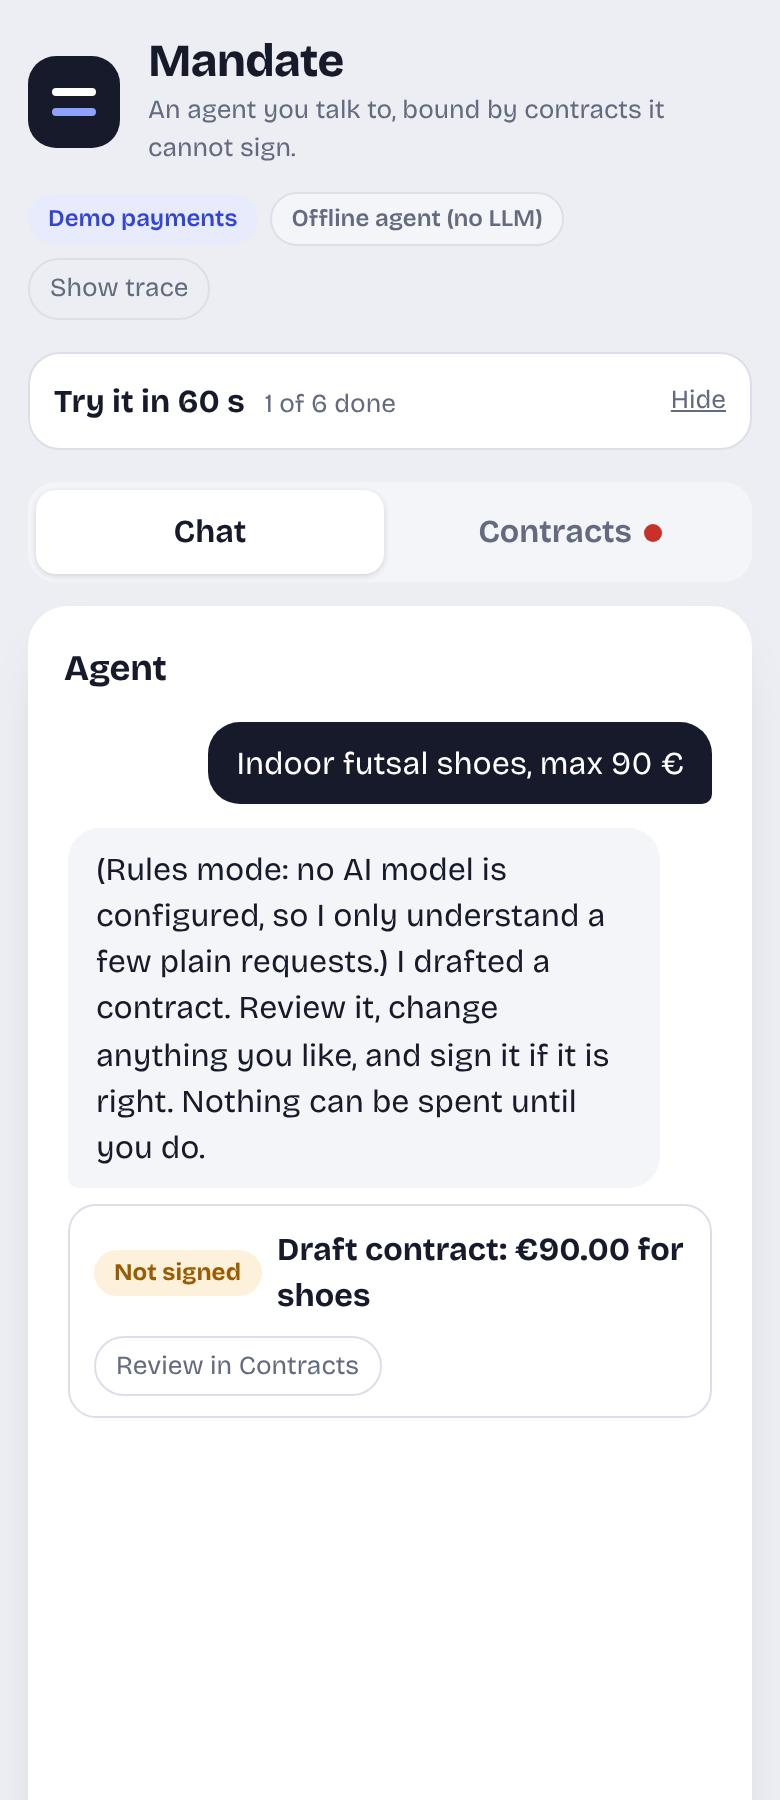 Mandate
An agent you talk to, bound by contracts it
cannot sign.
Demo payments
Offline agent (no LLM)
Show trace
Try it in 60 s 1 of 6 done Hide
Chat
Contracts
Agent
Indoor futsal shoes, max 90 €
(Rules mode: no AI model is
configured, so I only understand a
few plain requests.) I drafted a
contract. Review it, change
anything you like, and sign it if it is
right. Nothing can be spent until
you do.
Not signed
Draft contract: €90.00 for
shoes
Review in Contracts